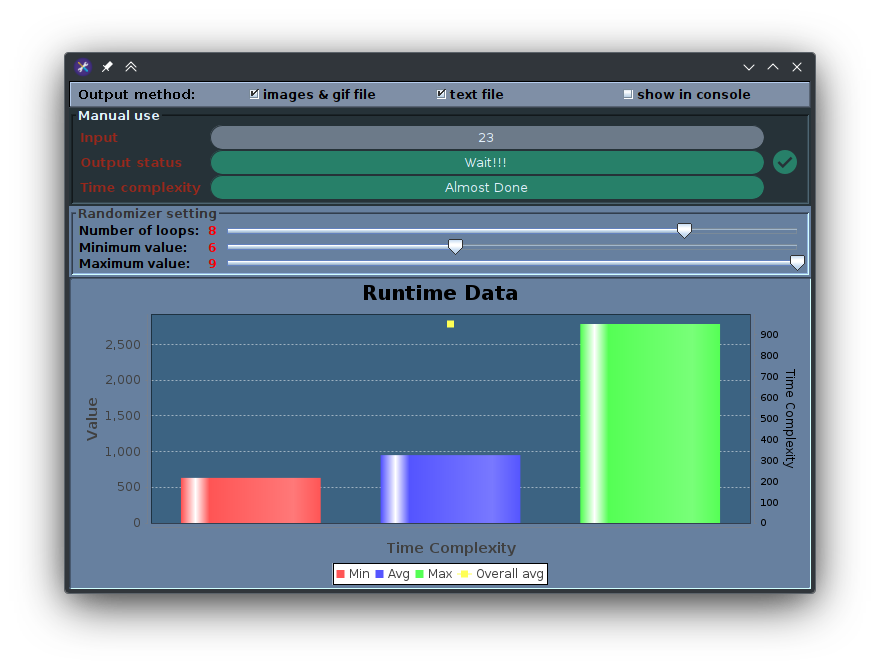 Output method: images & gif file text file show in console
Manual use
Input 23
Output status Wait!!!
Time complexity Almost Done
Randomizer setting
Number of loops: 8
Minimum value: 6
Maximum value: 9
Runtime Data
Value
2,500
2,000
1,500
1,000
500
0
900
800
700
600
500
400
300
200
100
0
Time Complexity
Time Complexity
Min Avg Max Overall avg